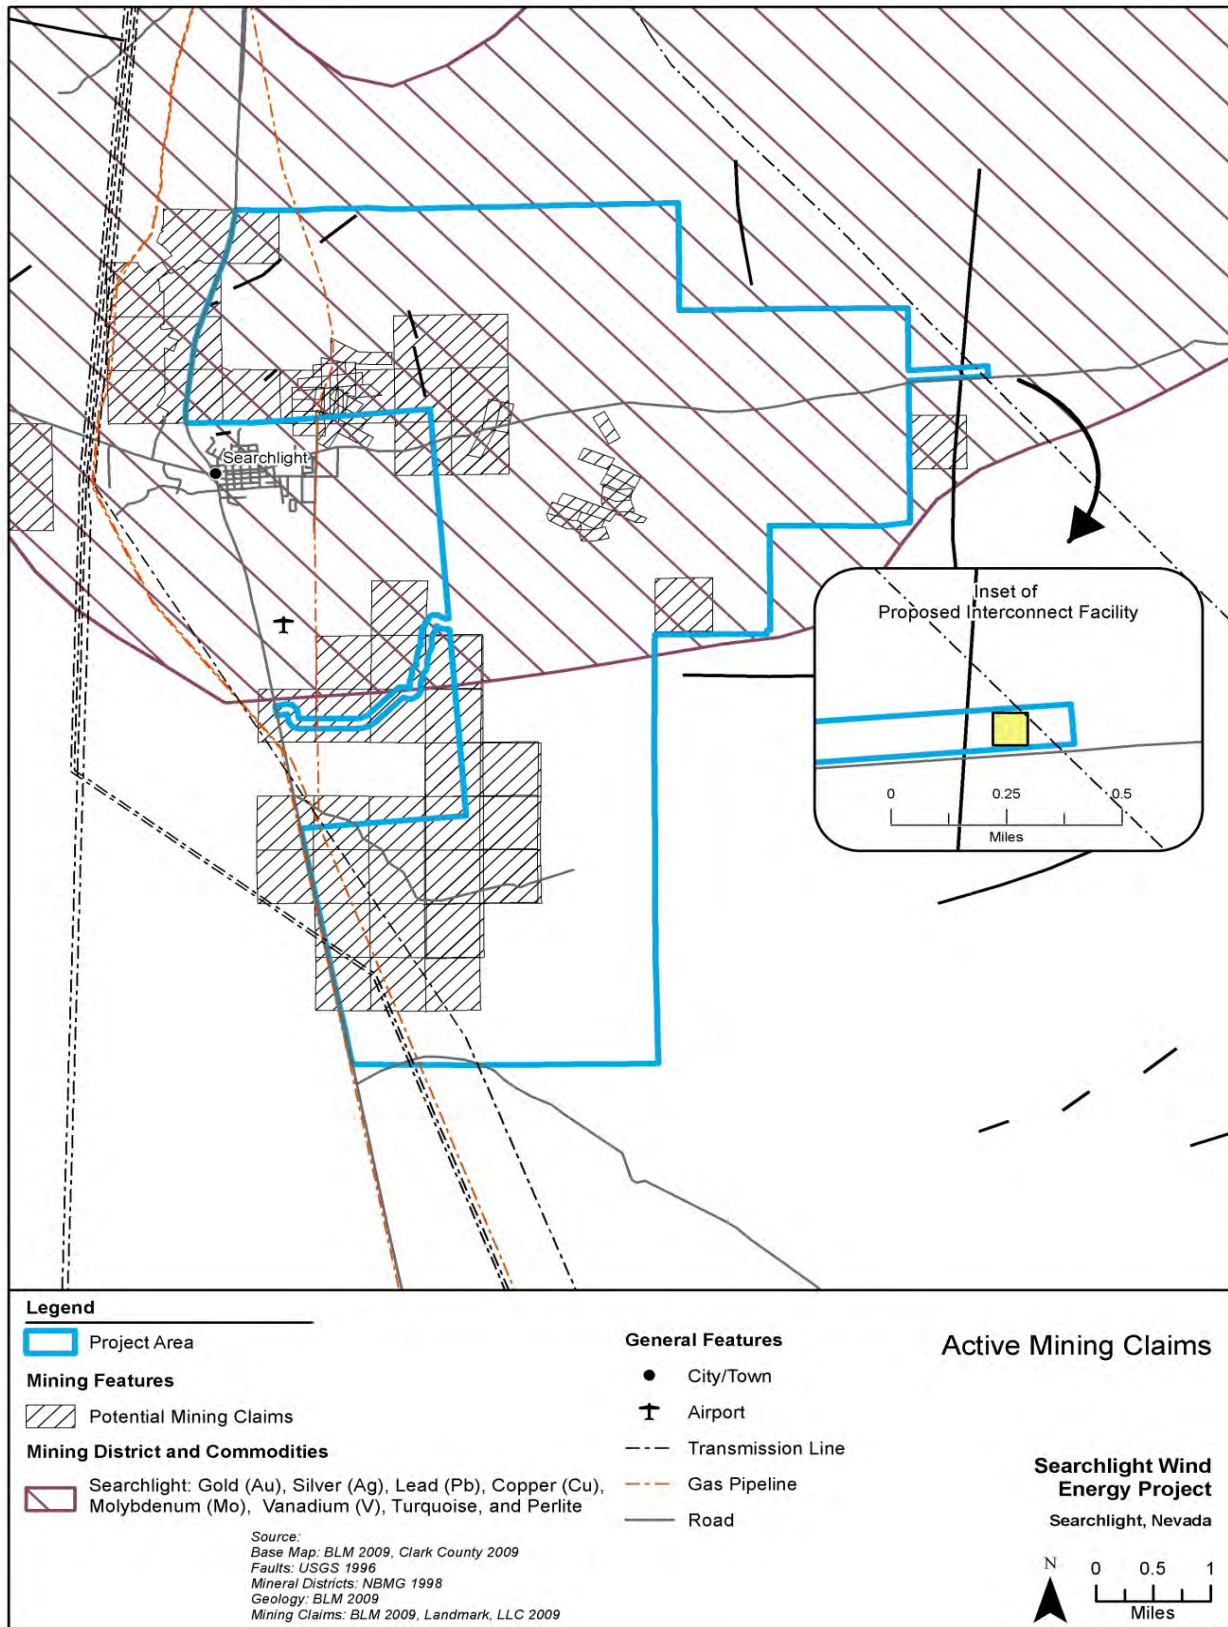 Searchlight
Inset of
Proposed Interconnect Facility
0 0.25 0.5
Miles
Legend
Project Area
Mining Features
Potential Mining Claims
Mining District and Commodities
Searchlight: Gold (Au), Silver (Ag), Lead (Pb), Copper (Cu),
Molybdenum (Mo), Vanadium (V), Turquoise, and Perlite
Source:
Base Map: BLM 2009, Clark County 2009
Faults: USGS 1996
Mineral Districts: NBMG 1998
Geology: BLM 2009
Mining Claims: BLM 2009, Landmark, LLC 2009
General Features
City/Town
Airport
Transmission Line
Gas Pipeline
Road
Active Mining Claims
Searchlight Wind
Energy Project
Searchlight, Nevada
N
0 0.5 1
Miles